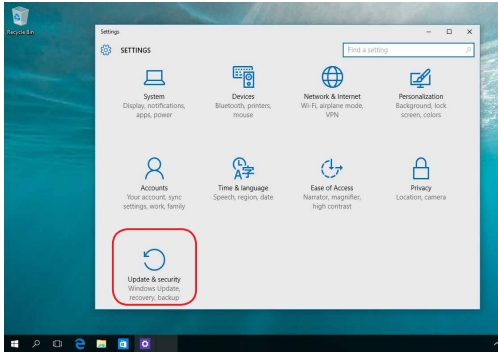 Recycle Bin
Settings
SETTINGS
Find a setting
System
Display, notifications,
apps, power
Devices
Bluetooth, printers,
mouse
Network & Internet
Wi-Fi, airplane mode,
VPN
Personalization
Background, lock
screen, colors
Accounts
Your account, sync
settings, work, family
Time & language
Speech, region, date
Ease of Access
Narrator, magnifier,
high contrast
Privacy
Location, camera
Update & security
Windows Update,
recovery, backup